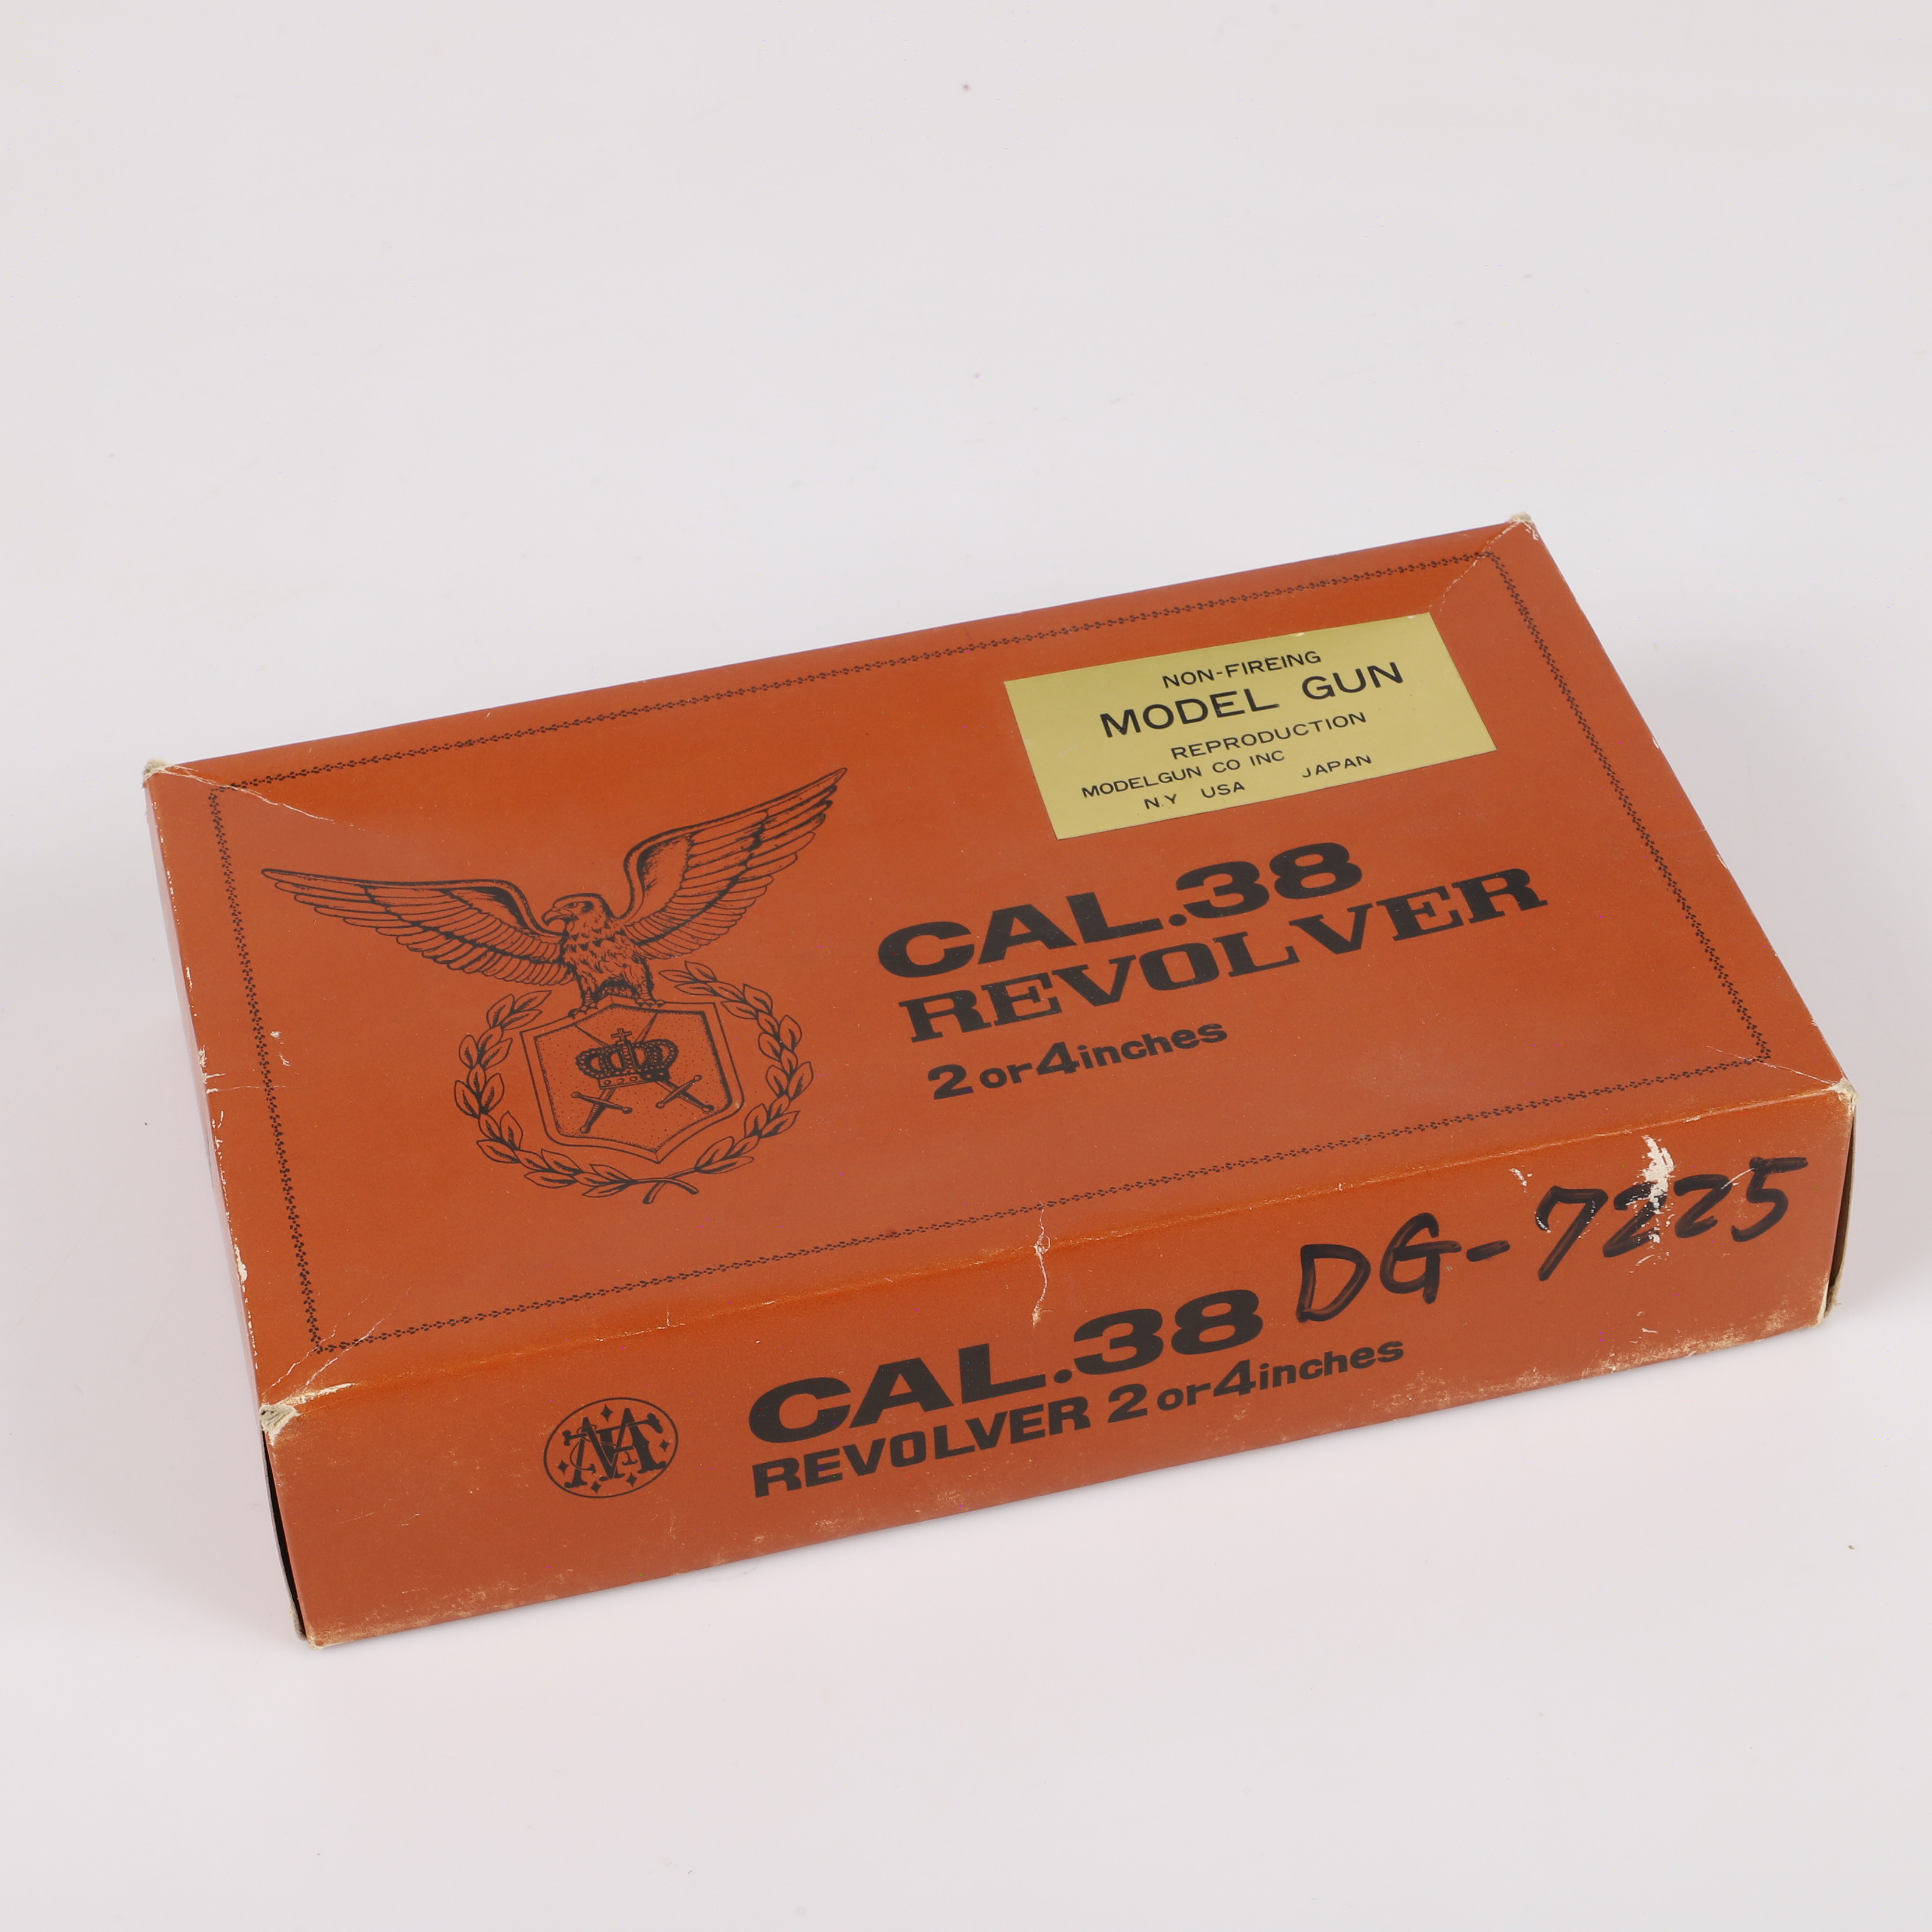 NON-FIREING
MODEL GUN
REPRODUCTION
MODELGUN CO INC
N.Y USA JAPAN
CAL.38
REVOLVER
2 or 4 inches
CAL.38 DG-7225
REVOLVER 2 or 4 inches